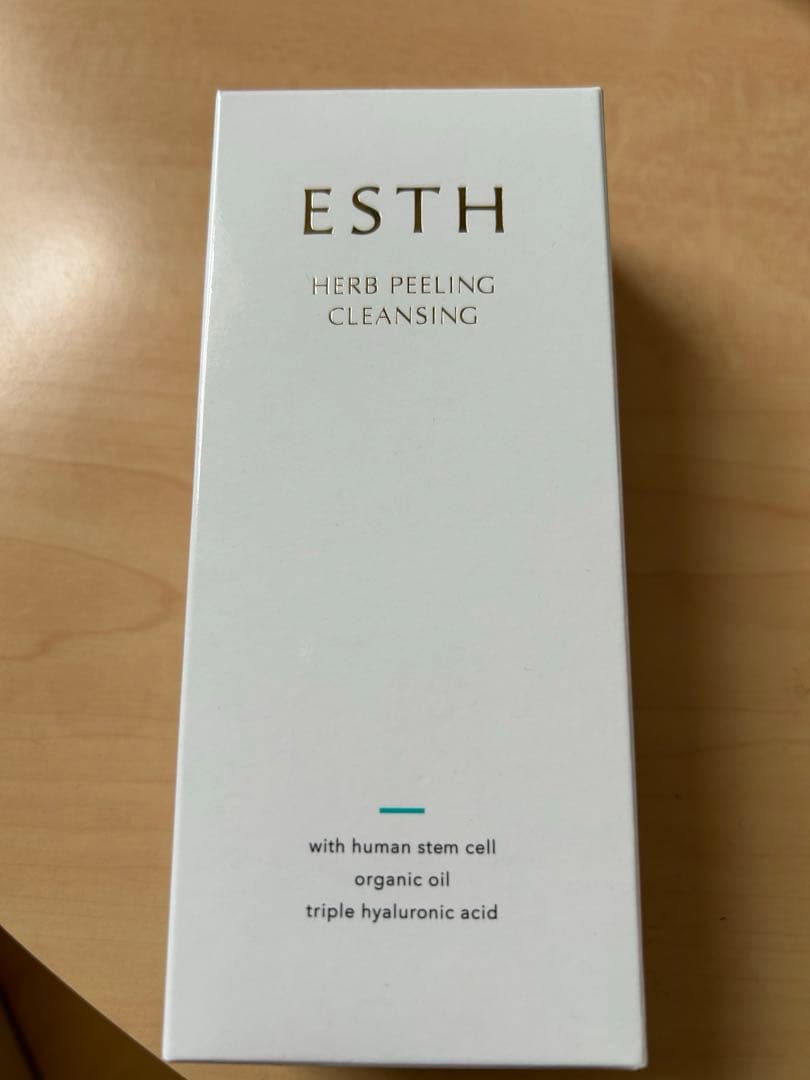 ESTH
HERB PEELING
CLEANSING
with human stem cell
organic oil
triple hyaluronic acid